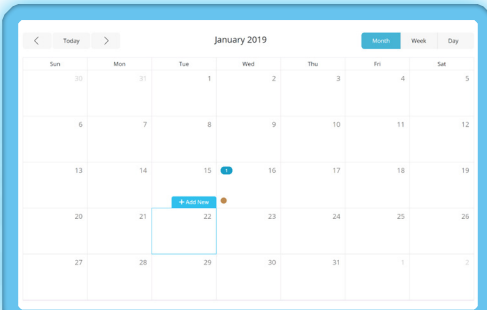 Today January 2019 Month Week Day
Sun Mon Tue Wed Thu Fri Sat
30 31 1 2 3 4 5
6 7 8 9 10 11 12
13 14 15 1 16 17 18 19
+ Add New
20 21 22 23 24 25 26
27 28 29 30 31 1 2